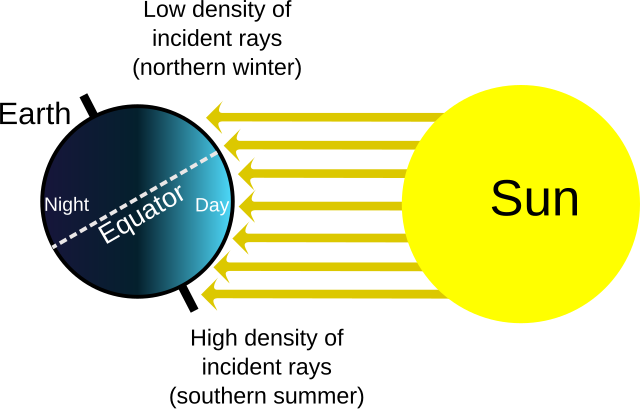 Low density of
incident rays
(northern winter)
Earth
Sun
Night
Equator
Day
High density of
incident rays
(southern summer)